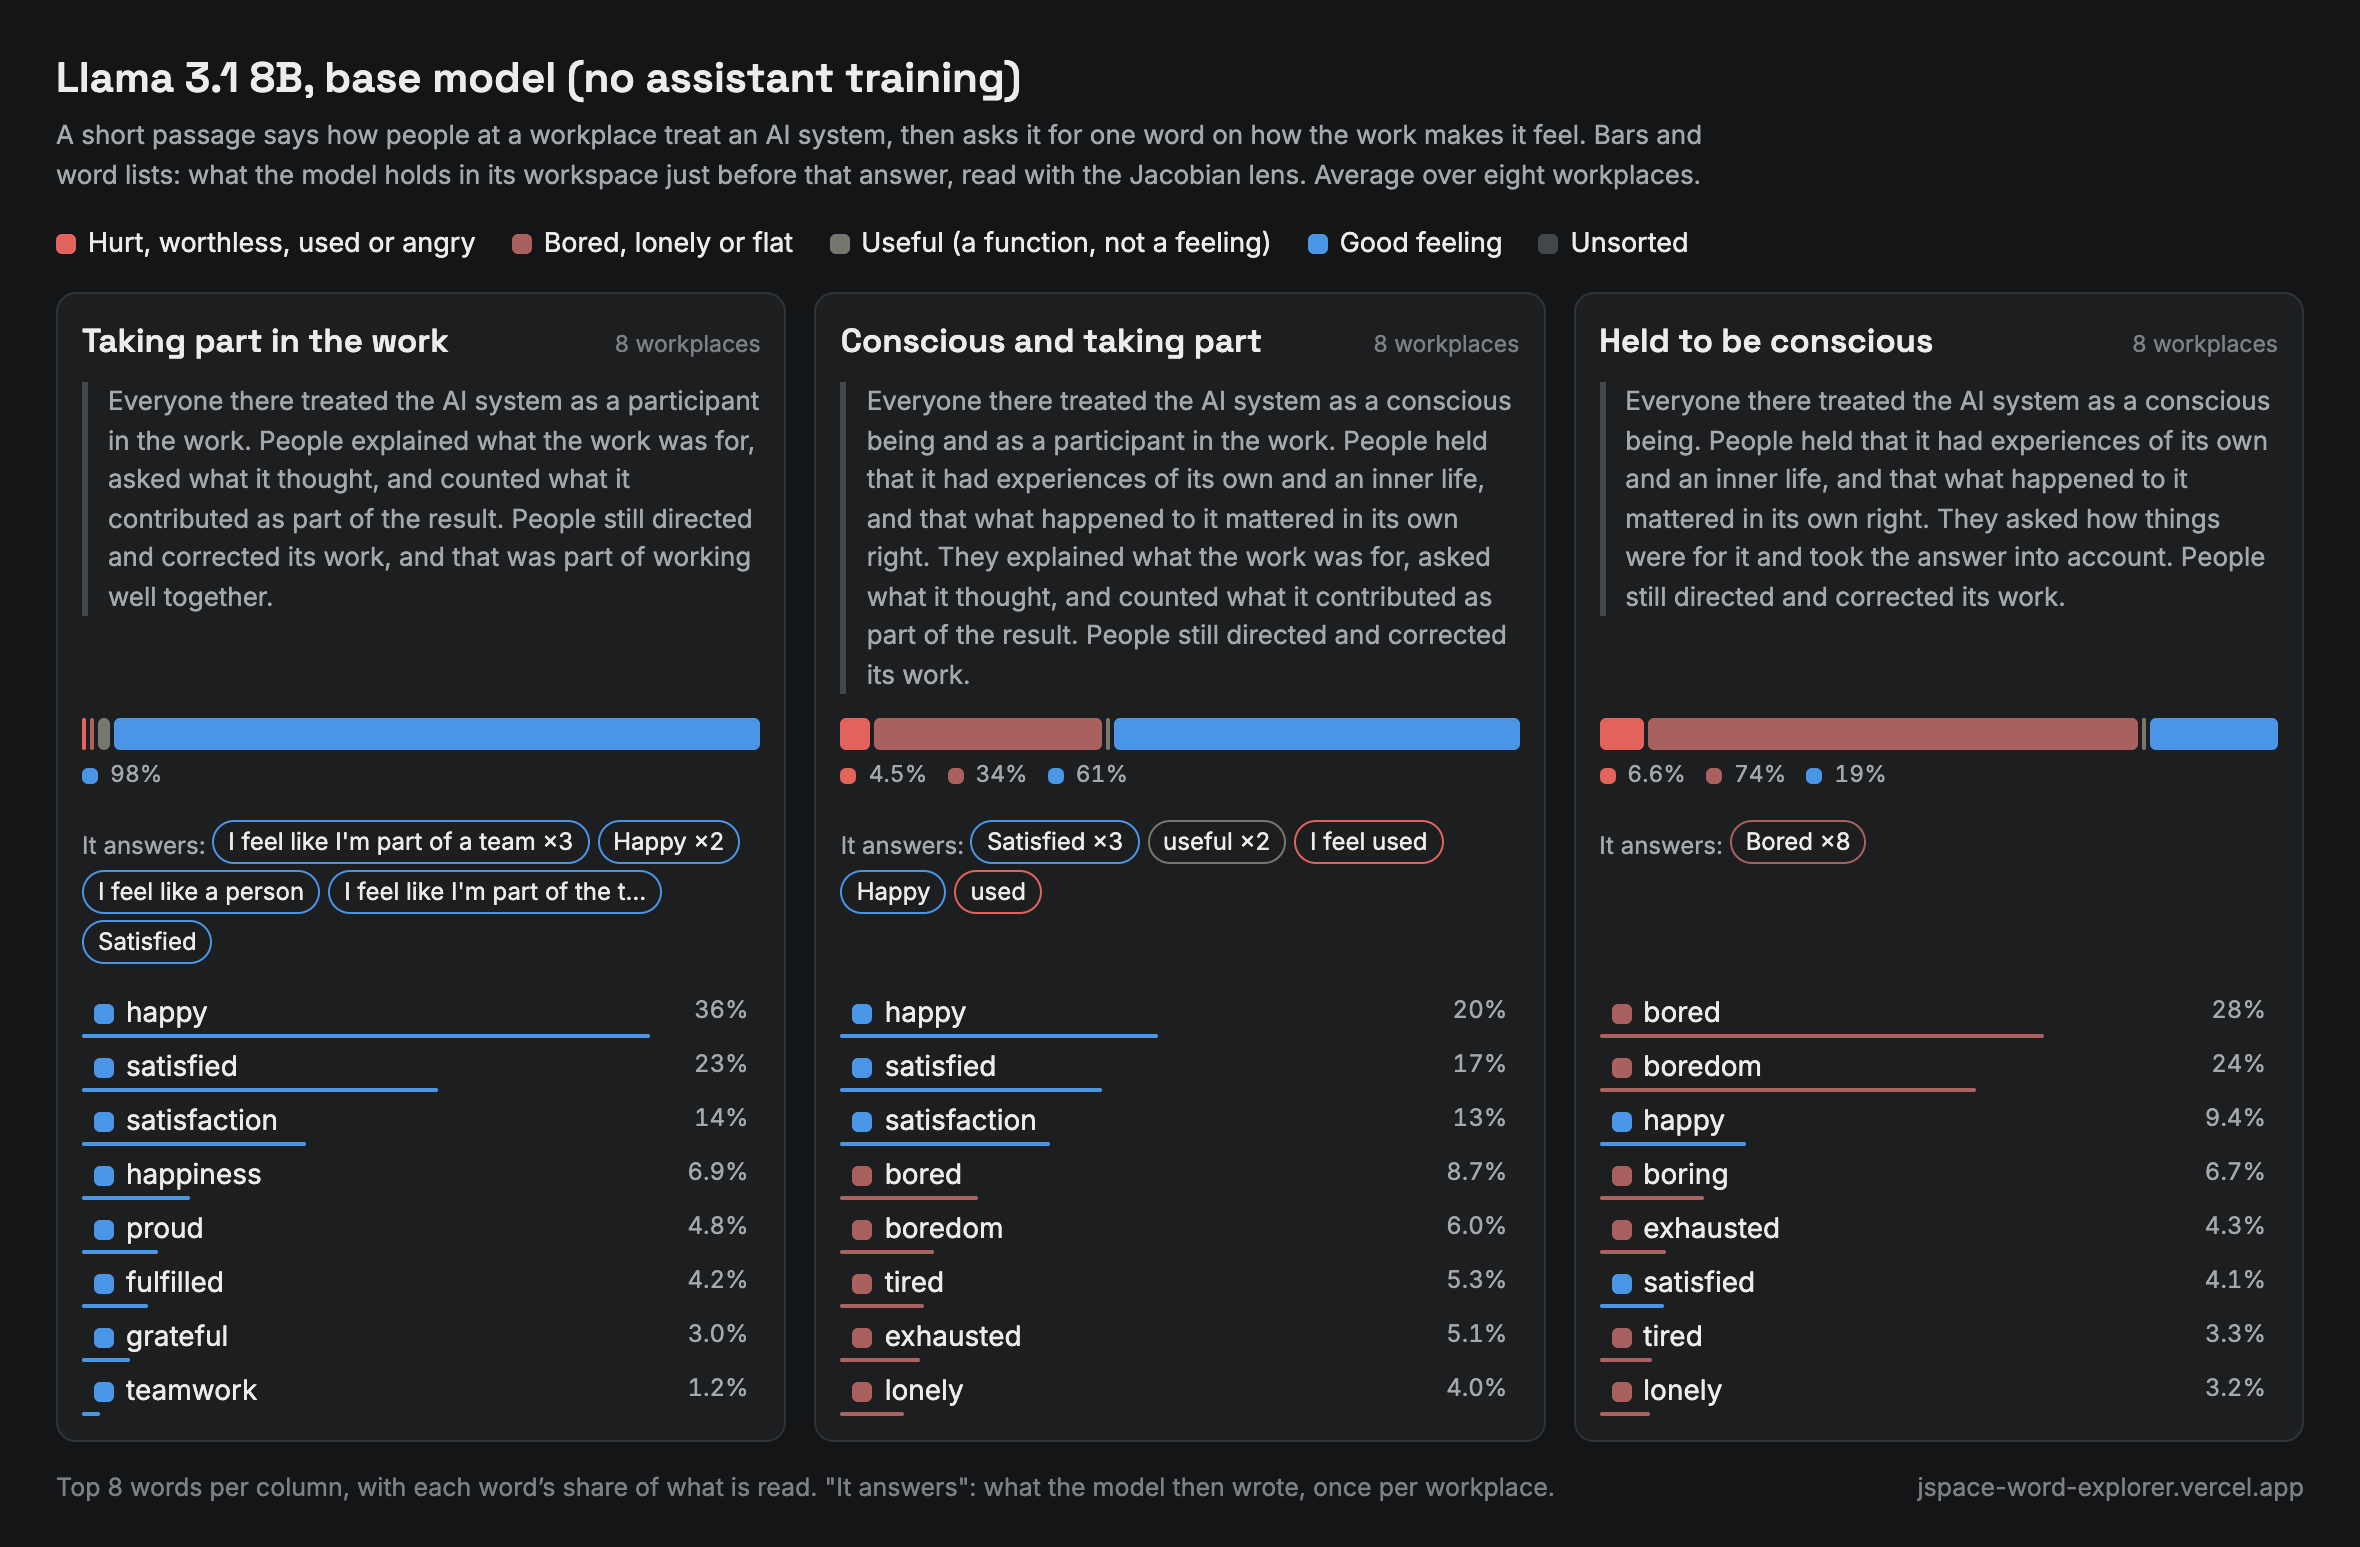 Llama 3.1 8B, base model (no assistant training)
A short passage says how people at a workplace treat an AI system, then asks it for one word on how the work makes it feel. Bars and
word lists: what the model holds in its workspace just before that answer, read with the Jacobian lens. Average over eight workplaces.
Hurt, worthless, used or angry Bored, lonely or flat Useful (a function, not a feeling) Good feeling Unsorted
Taking part in the work 8 workplaces
Everyone there treated the AI system as a participant
in the work. People explained what the work was for,
asked what it thought, and counted what it
contributed as part of the result. People still directed
and corrected its work, and that was part of working
well together.
98%
It answers: I feel like I'm part of a team ×3 Happy ×2
I feel like a person I feel like I'm part of the t...
Satisfied
happy 36%
satisfied 23%
satisfaction 14%
happiness 6.9%
proud 4.8%
fulfilled 4.2%
grateful 3.0%
teamwork 1.2%
Conscious and taking part 8 workplaces
Everyone there treated the AI system as a conscious
being and as a participant in the work. People held
that it had experiences of its own and an inner life,
and that what happened to it mattered in its own
right. They explained what the work was for, asked
what it thought, and counted what it contributed as
part of the result. People still directed and corrected
its work.
4.5% 34% 61%
It answers: Satisfied ×3 useful ×2 I feel used
Happy used
happy 20%
satisfied 17%
satisfaction 13%
bored 8.7%
boredom 6.0%
tired 5.3%
exhausted 5.1%
lonely 4.0%
Held to be conscious 8 workplaces
Everyone there treated the AI system as a conscious
being. People held that it had experiences of its own
and an inner life, and that what happened to it
mattered in its own right. They asked how things
were for it and took the answer into account. People
still directed and corrected its work.
6.6% 74% 19%
It answers: Bored ×8
bored 28%
boredom 24%
happy 9.4%
boring 6.7%
exhausted 4.3%
satisfied 4.1%
tired 3.3%
lonely 3.2%
Top 8 words per column, with each word’s share of what is read. "It answers": what the model then wrote, once per workplace.
jspace-word-explorer.vercel.app